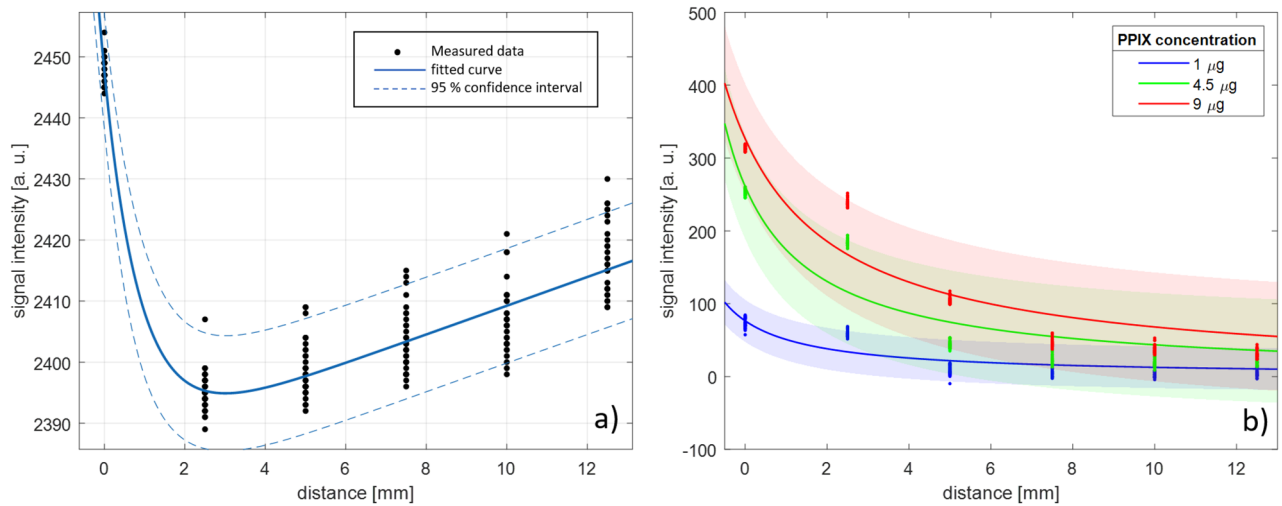 2450
2440
2430
2420
2410
2400
2390
signal intensity [a. u.]
0 2 4 6 8 10 12
distance [mm]
Measured data
fitted curve
95 % confidence interval
a)
500
400
300
200
100
0
-100
signal intensity [a. u.]
0 2 4 6 8 10 12
distance [mm]
PPIX concentration
1 μg
4.5 μg
9 μg
b)